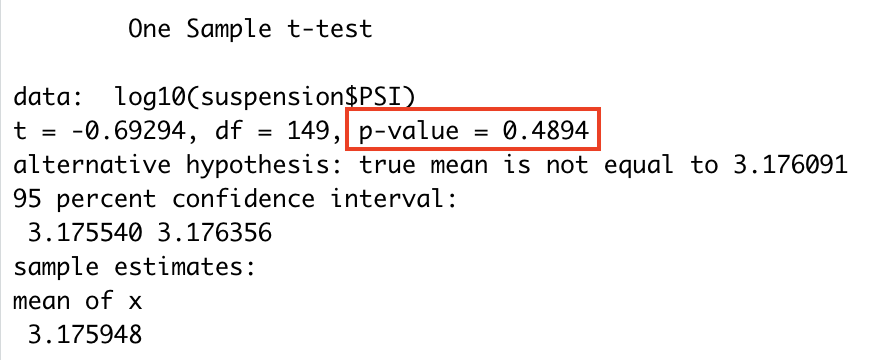 One Sample t-test
data:  log10(suspension$PSI)
t = -0.69294, df = 149, p-value = 0.4894
alternative hypothesis: true mean is not equal to 3.176091
95 percent confidence interval:
3.175540 3.176356
sample estimates:
mean of x
3.175948